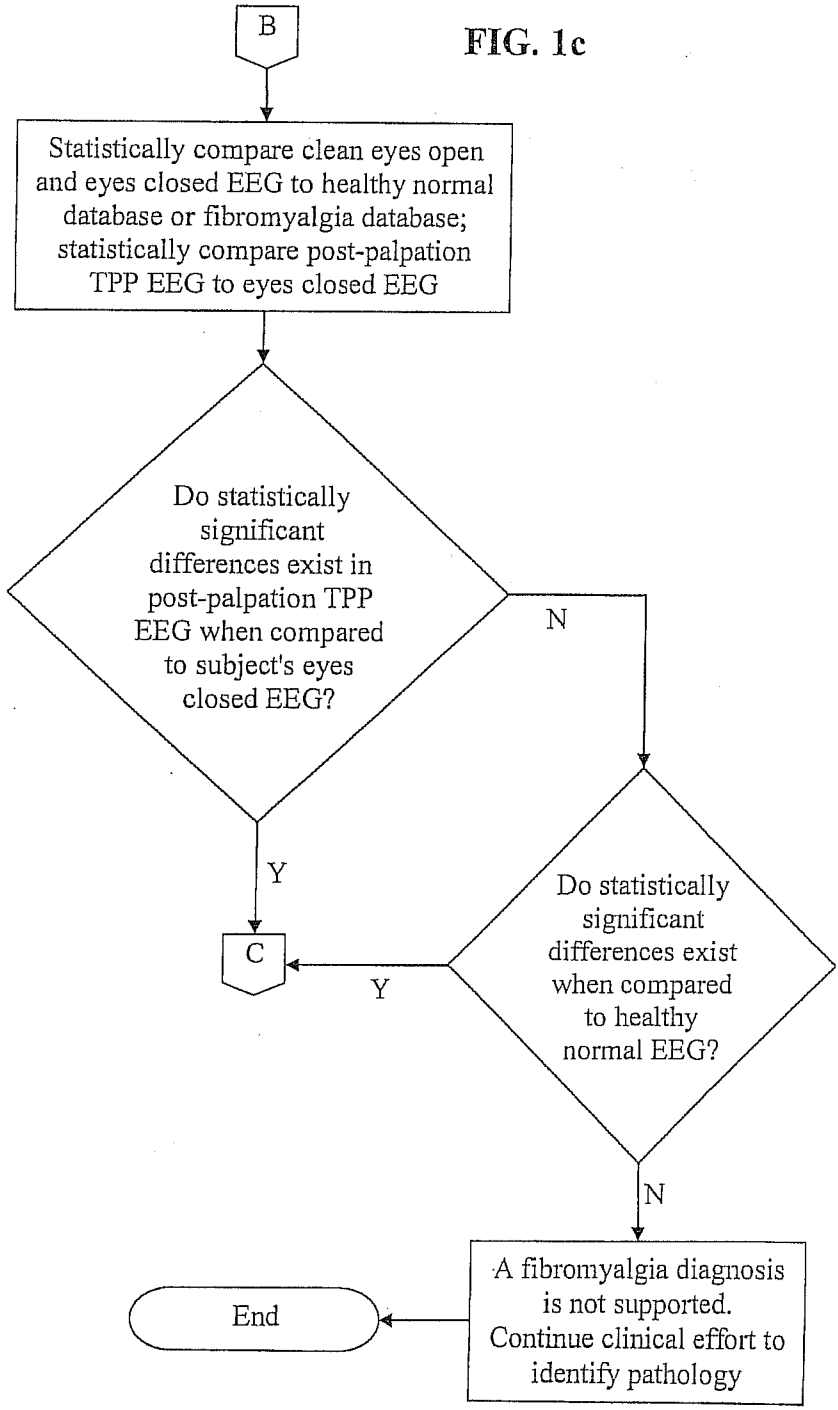 B
FIG. 1c
Statistically compare clean eyes open
and eyes closed EEG to healthy normal
database or fibromyalgia database;
statistically compare post-palpation
TPP EEG to eyes closed EEG
Do statistically
significant
differences exist in
post-palpation TPP
EEG when compared
to subject's eyes
closed EEG?
N
Y
C
Y
Do statistically
significant
differences exist
when compared
to healthy
normal EEG?
N
A fibromyalgia diagnosis
is not supported.
Continue clinical effort to
identify pathology
End